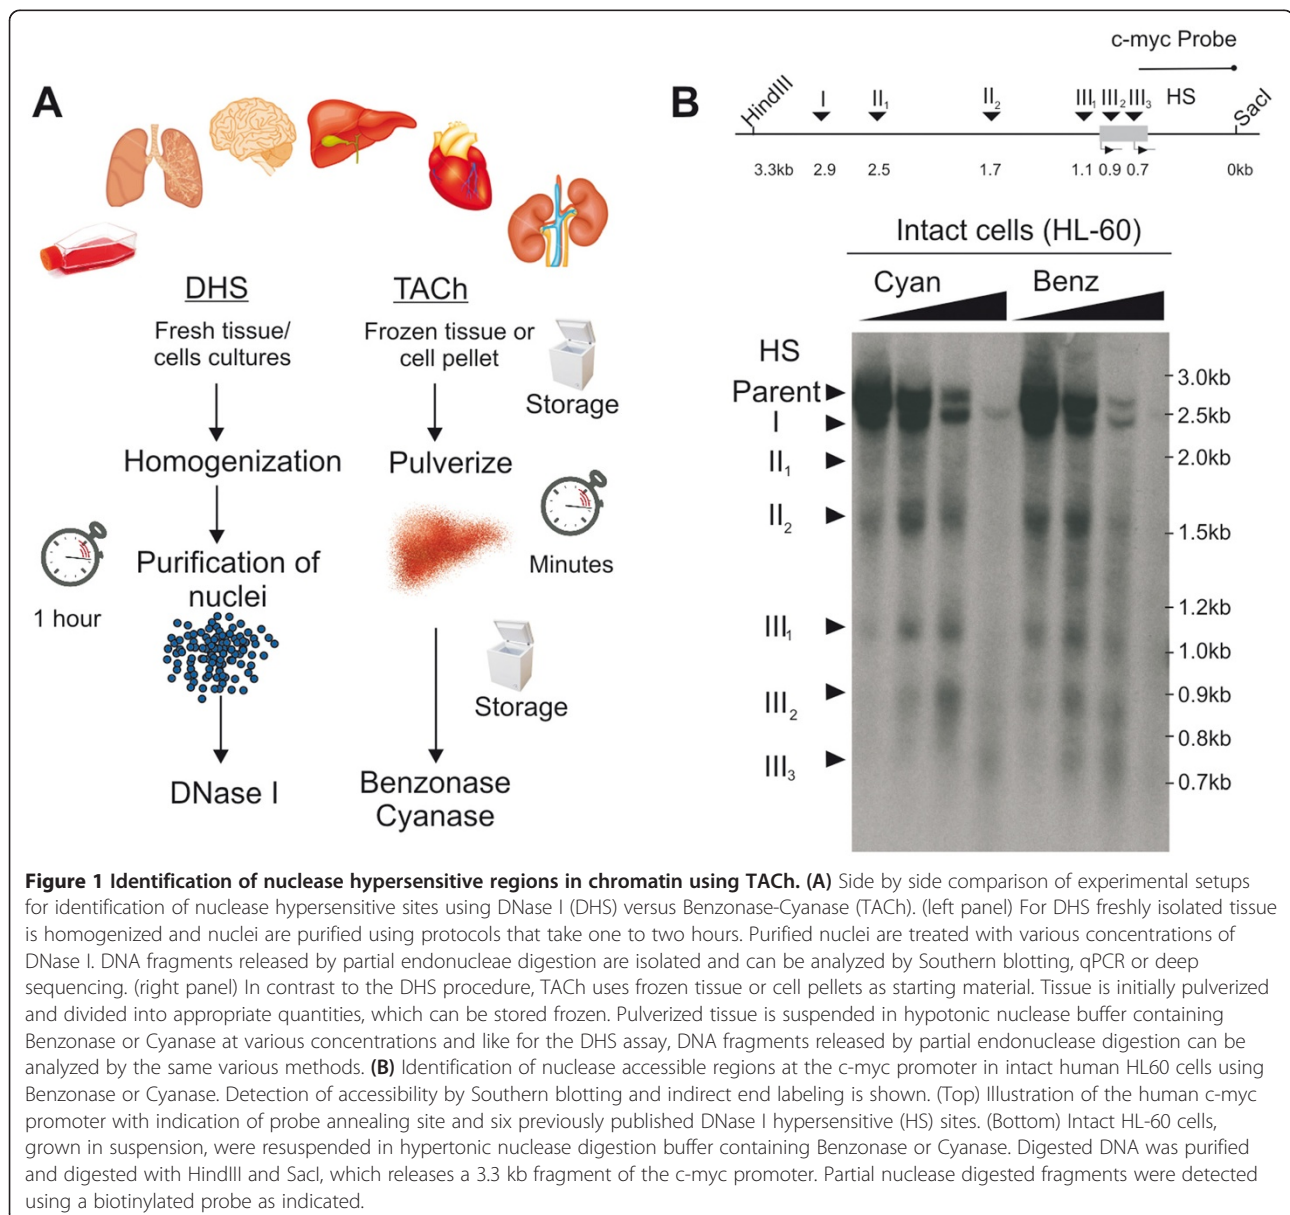 A
DHS
Fresh tissue/
cells cultures
Homogenization
Purification of
nuclei
1 hour
DNase I
TACh
Frozen tissue or
cell pellet
Storage
Pulverize
Minutes
Storage
Benzonase
Cyanase
B
c-myc Probe
HindIII I II1 II2 III1 III2 III3 HS SacI
3.3kb 2.9 2.5 1.7 1.1 0.9 0.7 0kb
Intact cells (HL-60)
Cyan Benz
HS
Parent
I
II1
II2
III1
III2
III3
3.0kb
2.5kb
2.0kb
1.5kb
1.2kb
1.0kb
0.9kb
0.8kb
0.7kb
Figure 1 Identification of nuclease hypersensitive regions in chromatin using TACh. (A) Side by side comparison of experimental setups
for identification of nuclease hypersensitive sites using DNase I (DHS) versus Benzonase-Cyanase (TACh). (left panel) For DHS freshly isolated tissue
is homogenized and nuclei are purified using protocols that take one to two hours. Purified nuclei are treated with various concentrations of
DNase I. DNA fragments released by partial endonucleae digestion are isolated and can be analyzed by Southern blotting, qPCR or deep
sequencing. (right panel) In contrast to the DHS procedure, TACh uses frozen tissue or cell pellets as starting material. Tissue is initially pulverized
and divided into appropriate quantities, which can be stored frozen. Pulverized tissue is suspended in hypotonic nuclease buffer containing
Benzonase or Cyanase at various concentrations and like for the DHS assay, DNA fragments released by partial endonuclease digestion can be
analyzed by the same various methods. (B) Identification of nuclease accessible regions at the c-myc promoter in intact human HL60 cells using
Benzonase or Cyanase. Detection of accessibility by Southern blotting and indirect end labeling is shown. (Top) Illustration of the human c-myc
promoter with indication of probe annealing site and six previously published DNase I hypersensitive (HS) sites. (Bottom) Intact HL-60 cells,
grown in suspension, were resuspended in hypertonic nuclease digestion buffer containing Benzonase or Cyanase. Digested DNA was purified
and digested with HindIII and SacI, which releases a 3.3 kb fragment of the c-myc promoter. Partial nuclease digested fragments were detected
using a biotinylated probe as indicated.